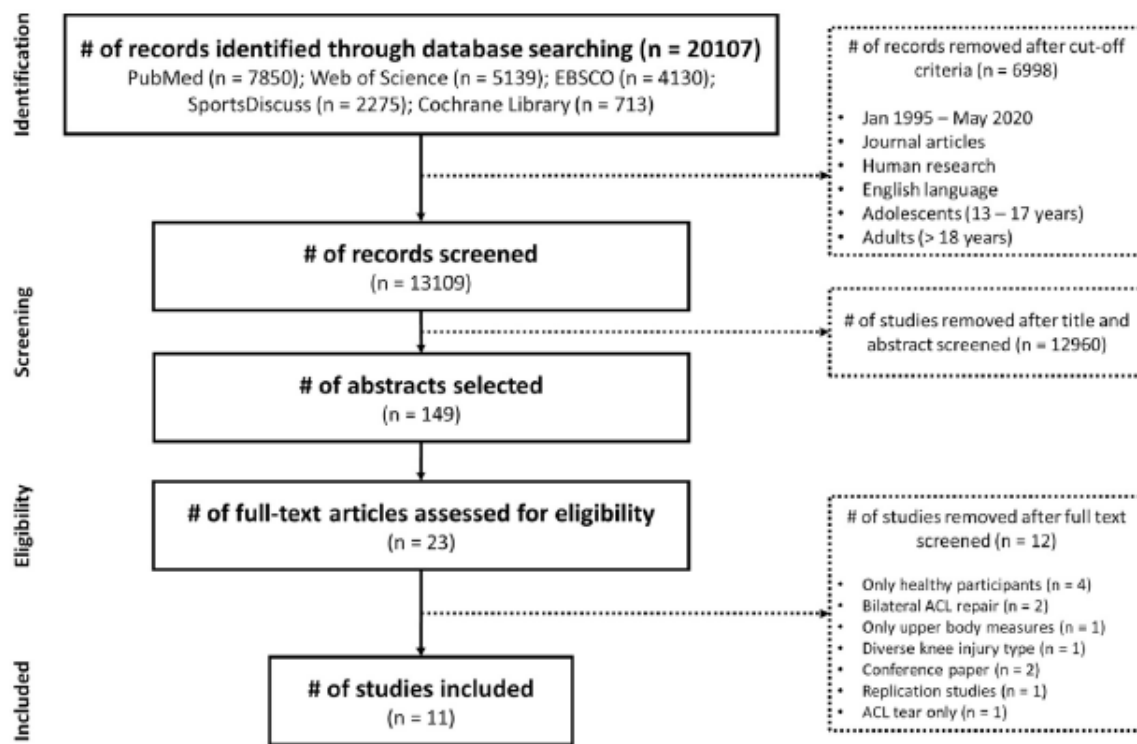 Identification
# of records identified through database searching (n = 20107)
PubMed (n = 7850); Web of Science (n = 5139); EBSCO (n = 4130);
SportsDiscuss (n = 2275); Cochrane Library (n = 713)
# of records removed after cut-off
criteria (n = 6998)
• Jan 1995 – May 2020
• Journal articles
• Human research
• English language
• Adolescents (13 – 17 years)
• Adults (> 18 years)
Screening
# of records screened
(n = 13109)
# of studies removed after title and
abstract screened (n = 12960)
# of abstracts selected
(n = 149)
Eligibility
# of full-text articles assessed for eligibility
(n = 23)
# of studies removed after full text
screened (n = 12)
• Only healthy participants (n = 4)
• Bilateral ACL repair (n = 2)
• Only upper body measures (n = 1)
• Diverse knee injury type (n = 1)
• Conference paper (n = 2)
• Replication studies (n = 1)
• ACL tear only (n = 1)
Included
# of studies included
(n = 11)